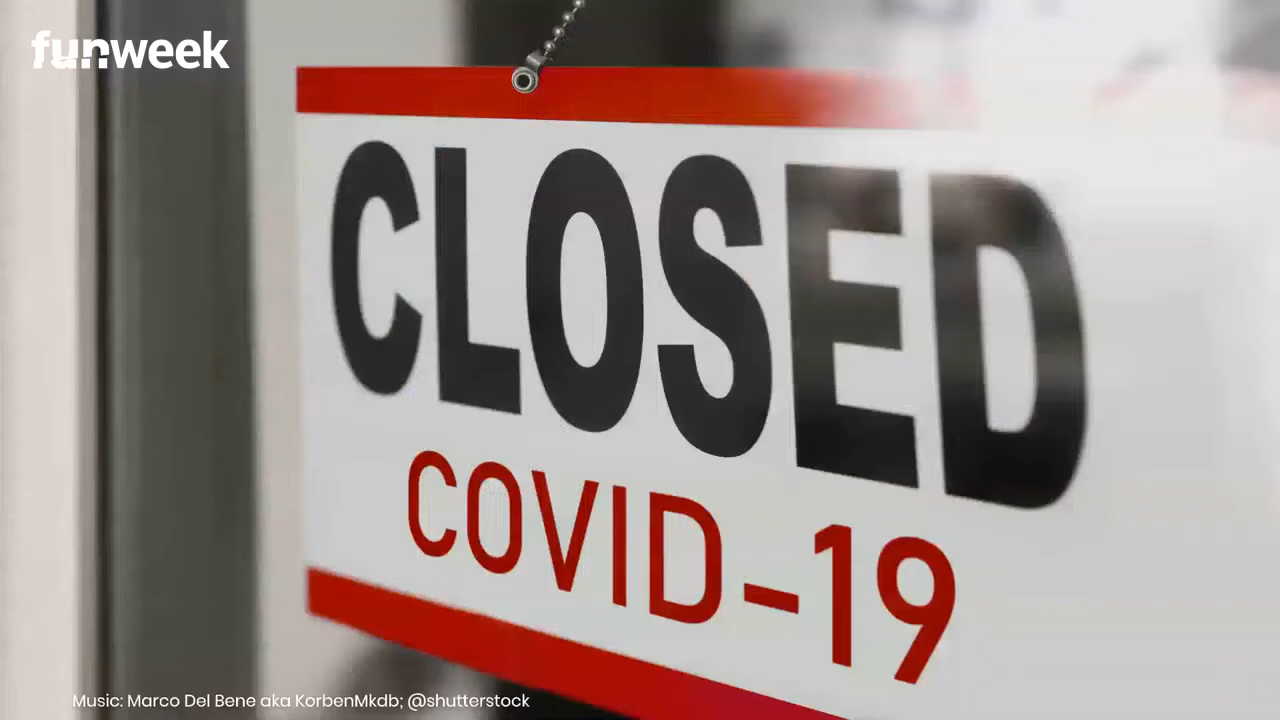 funweek
CLOSED
COVID-19
Music: Marco Del Bene aka KorbenMkdb; @shutterstock